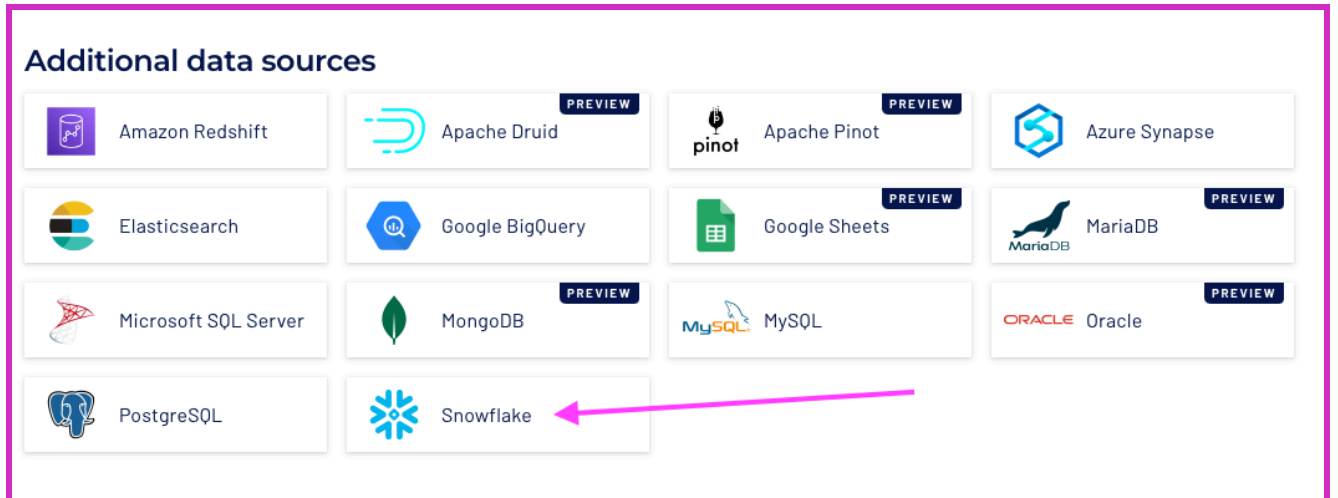 Additional data sources
PREVIEW
PREVIEW
Amazon Redshift
Apache Druid
pinot
Apache Pinot
Azure Synapse
PREVIEW
PREVIEW
Elasticsearch
Google BigQuery
Google Sheets
MariaDB
MariaDB
PREVIEW
PREVIEW
Microsoft SQL Server
MongoDB
MySQL
MySQL
ORACLE
Oracle
PostgreSQL
Snowflake